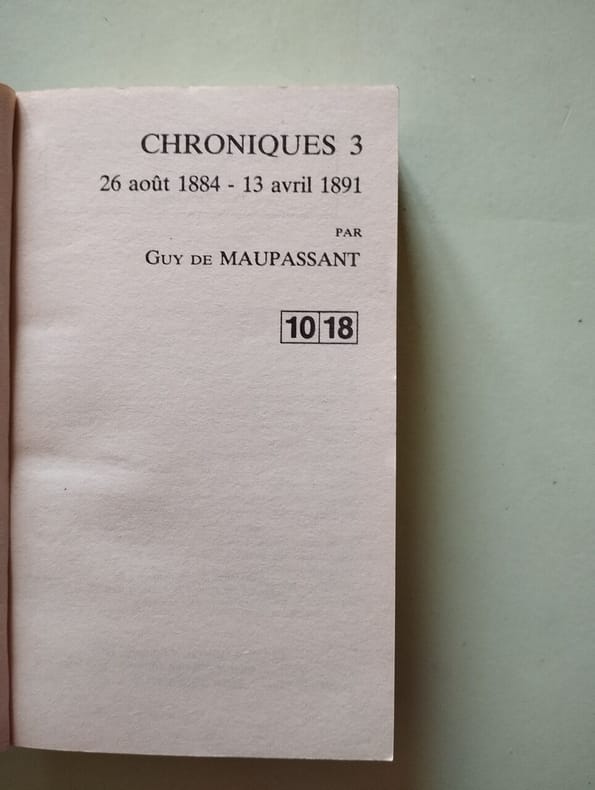 CHRONIQUES 3
26 août 1884 - 13 avril 1891
PAR
GUY DE MAUPASSANT
10 18